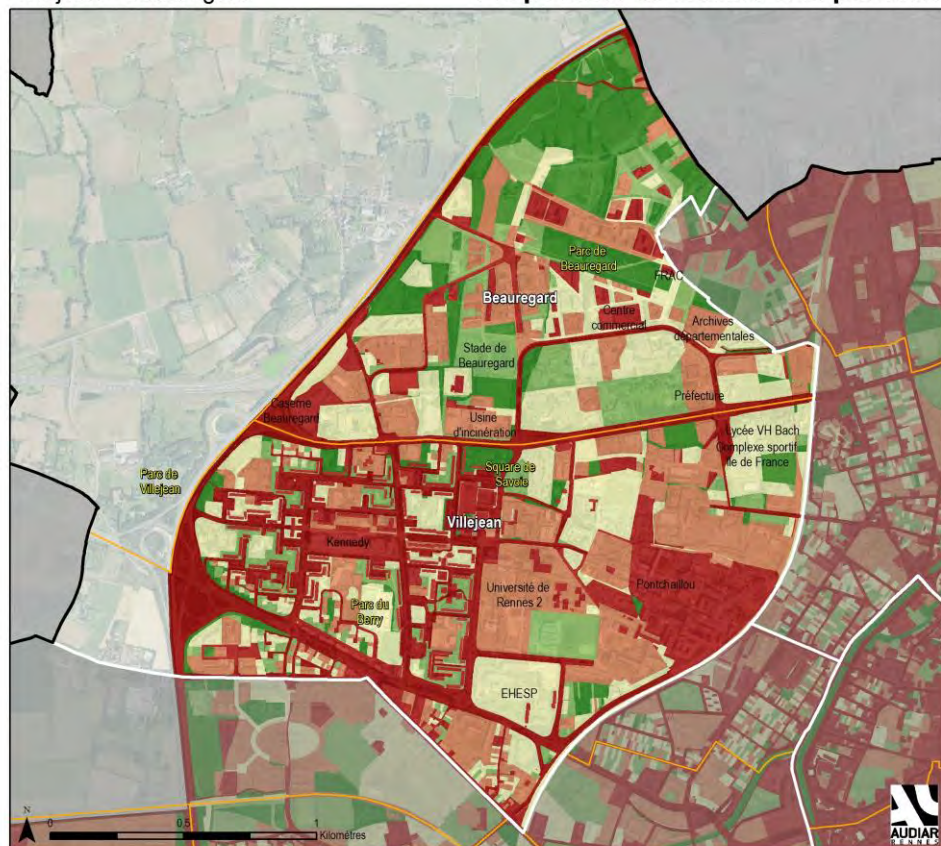 Parc de
Beauregard
FRAC
Beauregard
Centre
commercial
Archives
départementales
Stade de
Beauregard
Préfecture
Caserne
Beauregard
Usine
d'incinération
Lycée VH Bach
Complexe sportif
Ile de France
Parc de
Villejean
Square de
Savoie
Villejean
Kennedy
Pontchaillou
Université de
Rennes 2
Parc du
Berry
EHESP
N
0 0.5 1
Kilomètres
AUDIAR
RENNES